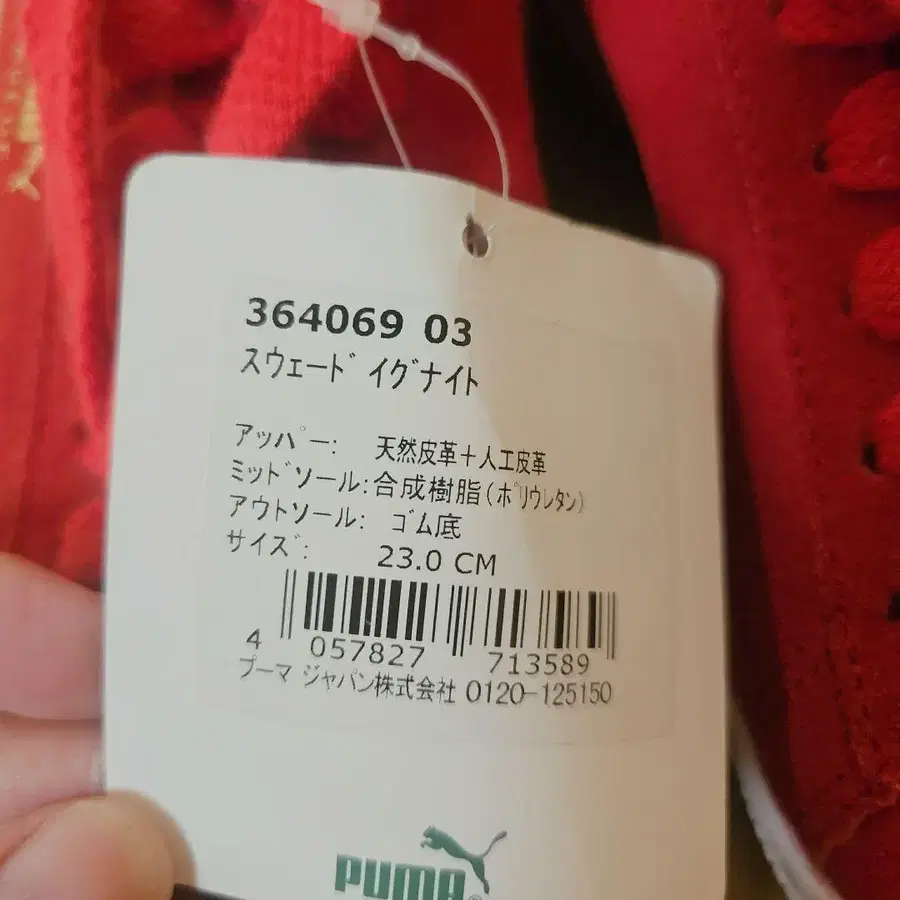 364069 03
スウェード イグナイト
アッパー: 天然皮革＋人工皮革
ミッドソール:合成樹脂(ポリウレタン)
アウトソール: ゴム底
サイズ: 23.0 CM
4 057827 713589
プーマ ジャパン株式会社 0120-125150
PUMA